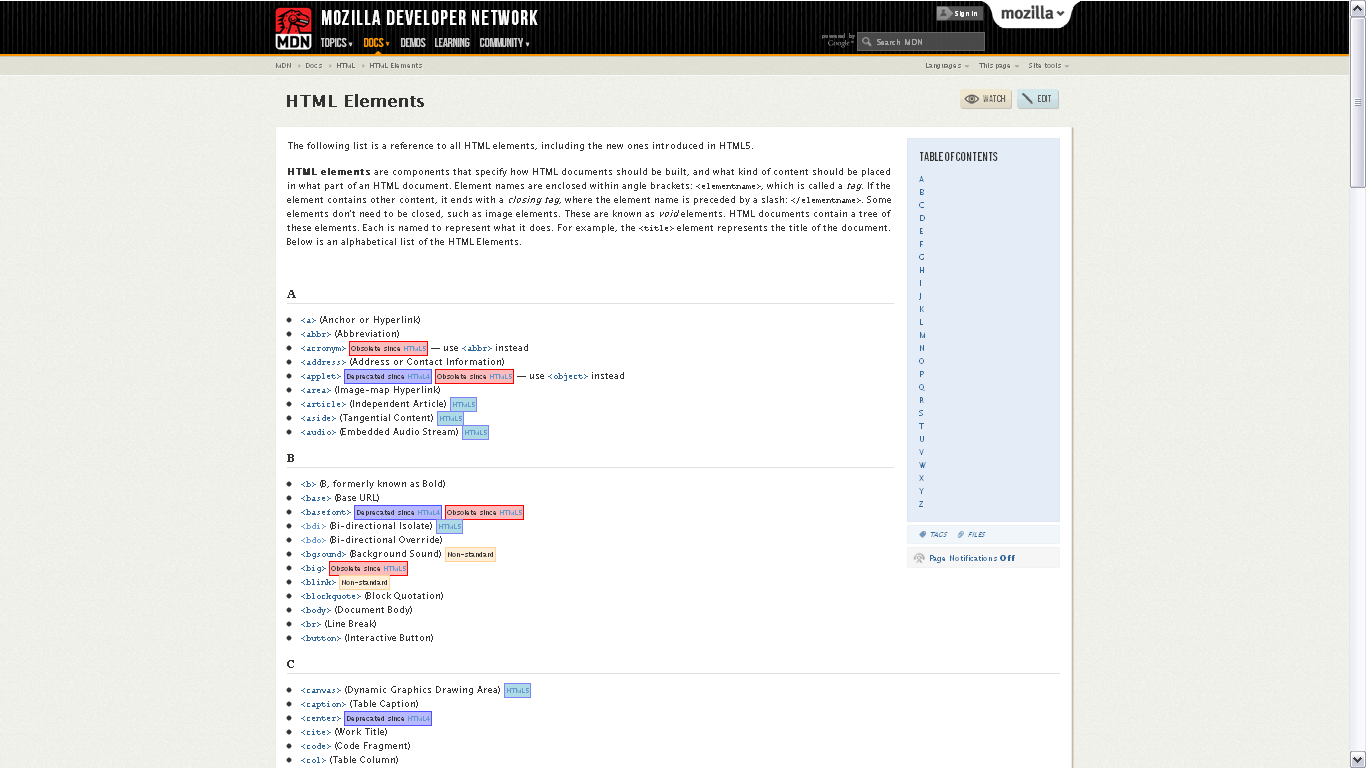 MOZILLA DEVELOPER NETWORK
Sign in
mozilla
MDN
TOPICS DOCS DEMOS LEARNING COMMUNITY
powered by Google™
Search MDN
MDN Docs HTML HTML Elements
Languages This page Site tools
HTML Elements
WATCH EDIT
The following list is a reference to all HTML elements, including the new ones introduced in HTML5.
HTML elements are components that specify how HTML documents should be built, and what kind of content should be placed
in what part of an HTML document. Element names are enclosed within angle brackets: <elementname>, which is called a tag. If the
element contains other content, it ends with a closing tag, where the element name is preceded by a slash: </elementname>. Some
elements don't need to be closed, such as image elements. These are known as void elements. HTML documents contain a tree of
these elements. Each is named to represent what it does. For example, the <title> element represents the title of the document.
Below is an alphabetical list of the HTML Elements.
A
<a> (Anchor or Hyperlink)
<abbr> (Abbreviation)
<acronym> Obsolete since HTML5 — use <abbr> instead
<address> (Address or Contact Information)
<applet> Deprecated since HTML4 Obsolete since HTML5 — use <object> instead
<area> (Image-map Hyperlink)
<article> (Independent Article) HTML5
<aside> (Tangential Content) HTML5
<audio> (Embedded Audio Stream) HTML5
B
<b> (B, formerly known as Bold)
<base> (Base URL)
<basefont> Deprecated since HTML4 Obsolete since HTML5
<bdi> (Bi-directional Isolate) HTML5
<bdo> (Bi-directional Override)
<bgsound> (Background Sound) Non-standard
<big> Obsolete since HTML5
<blink> Non-standard
<blockquote> (Block Quotation)
<body> (Document Body)
<br> (Line Break)
<button> (Interactive Button)
C
<canvas> (Dynamic Graphics Drawing Area) HTML5
<caption> (Table Caption)
<center> Deprecated since HTML4
<cite> (Work Title)
<code> (Code Fragment)
<col> (Table Column)
TABLE OF CONTENTS
A
B
C
D
E
F
G
H
I
J
K
L
M
N
O
P
Q
R
S
T
U
V
W
X
Y
Z
TAGS FILES
Page Notifications Off